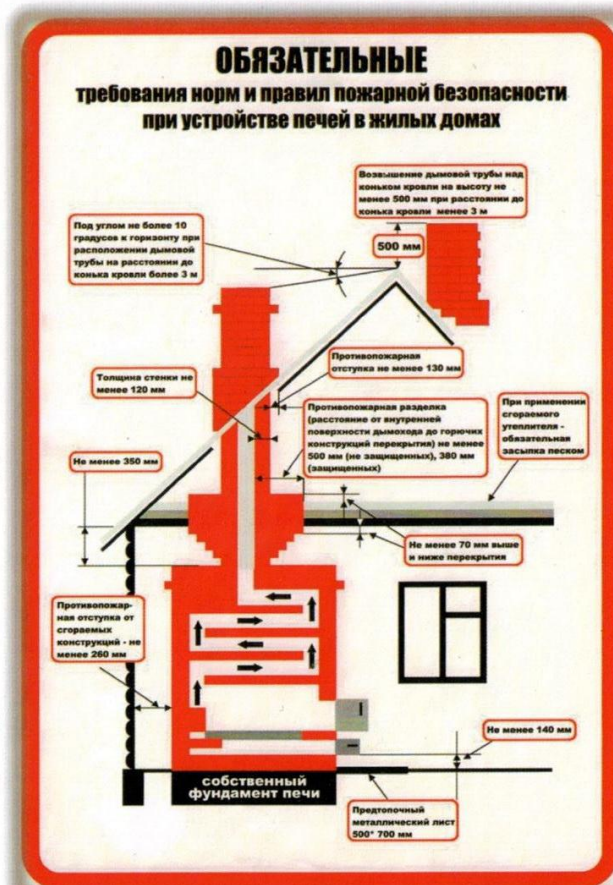 ОБЯЗАТЕЛЬНЫЕ
требования норм и правил пожарной безопасности
при устройстве печей в жилых домах
Возвышение дымовой трубы над
коньком кровли на высоту не
менее 500 мм при расстоянии до
конька кровли менее 3 м
Под углом не более 10
градусов к горизонту при
расположении дымовой
трубы на расстоянии до
конька кровли более 3 м
500 мм
Противопожарная
отступка не менее 130 мм
Толщина стенки не
менее 120 мм
Противопожарная разделка
(расстояние от внутренней
поверхности дымохода до горючих
конструкций перекрытия) не менее
500 мм (не защищенных), 380 мм
(защищенных)
При применении
сгораемого
утеплителя -
обязательная
засыпка песком
Не менее 350 мм
Не менее 70 мм выше
и ниже перекрытия
Противопожар-
ная отступка от
сгораемых
конструкций - не
менее 260 мм
Не менее 140 мм
собственный
фундамент печи
Предтопочный
металлический лист
500* 700 мм